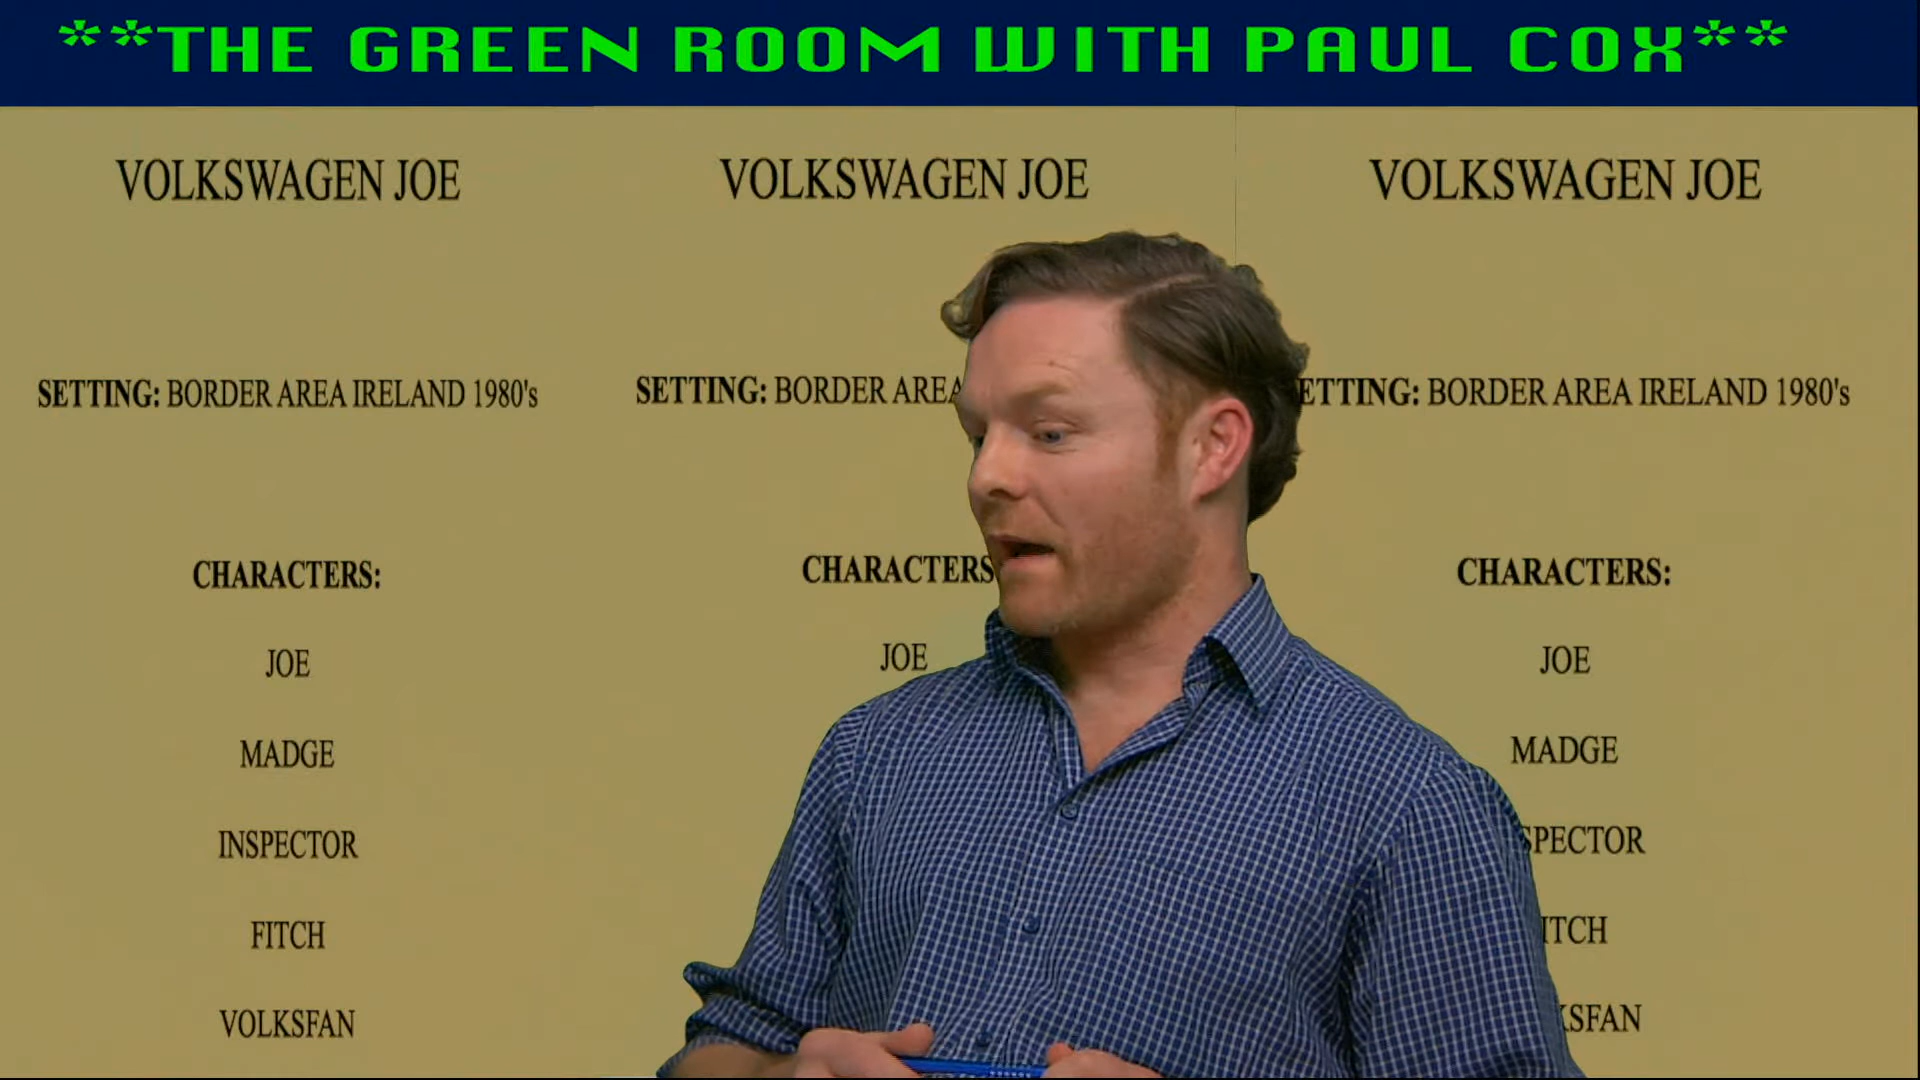 **THE GREEN ROOM WITH PAUL COX**
VOLKSWAGEN JOE
SETTING: BORDER AREA IRELAND 1980's
CHARACTERS:
JOE
MADGE
INSPECTOR
FITCH
VOLKSFAN
VOLKSWAGEN JOE
SETTING: BORDER AREA
CHARACTERS
JOE
VOLKSWAGEN JOE
ETTING: BORDER AREA IRELAND 1980's
CHARACTERS:
JOE
MADGE
SPECTOR
ITCH
KSFAN